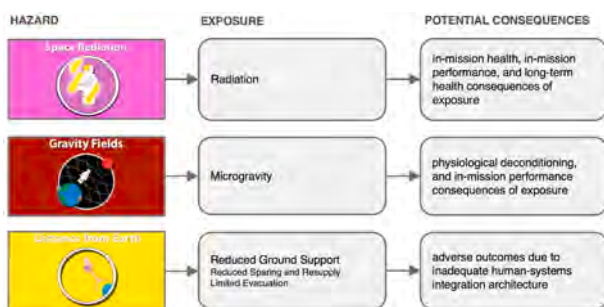 HAZARD
EXPOSURE
POTENTIAL CONSEQUENCES
Space Radiation
Radiation
in-mission health, in-mission
performance, and long-term
health consequences of
exposure
Gravity Fields
Microgravity
physiological deconditioning,
and in-mission performance
consequences of exposure
Distance from Earth
Reduced Ground Support
Reduced Sparing and Resupply
Limited Evacuation
adverse outcomes due to
inadequate human-systems
integration architecture